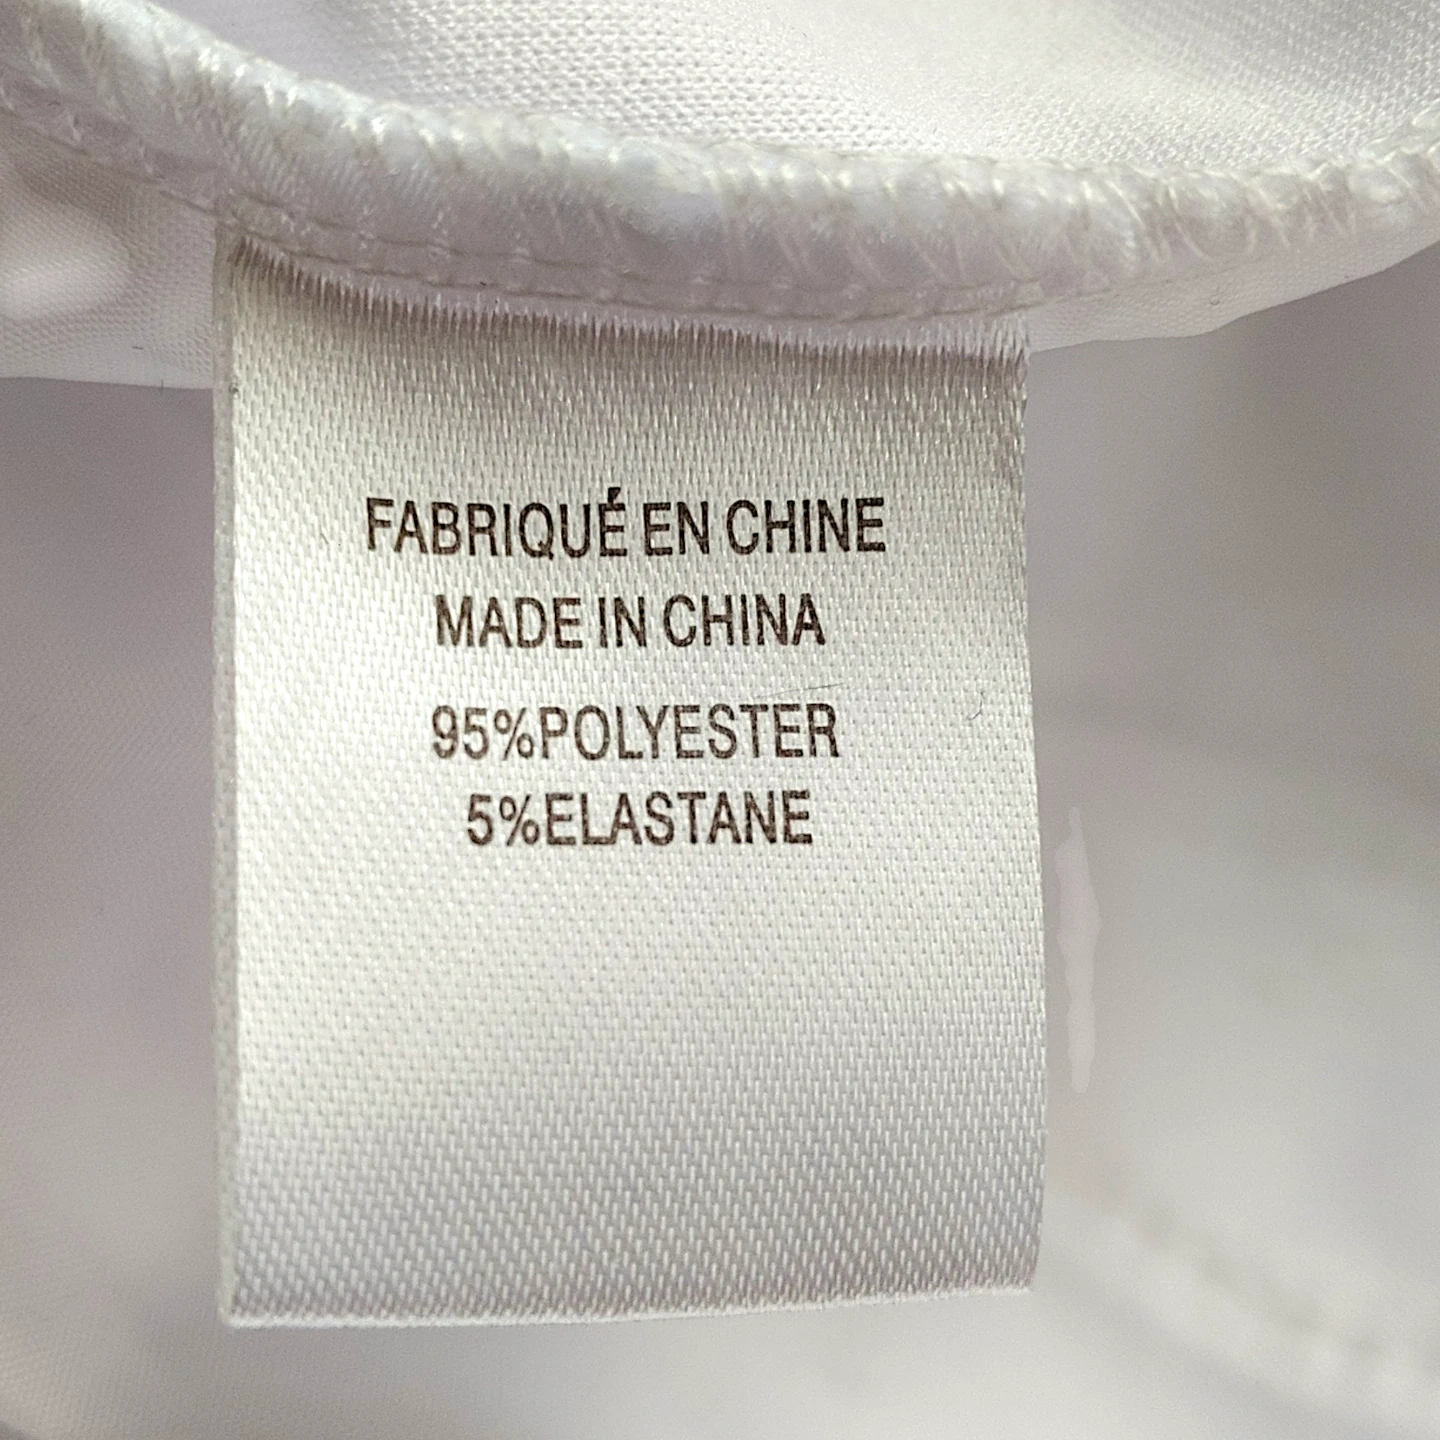 FABRIQUÉ EN CHINE
MADE IN CHINA
95%POLYESTER
5%ELASTANE